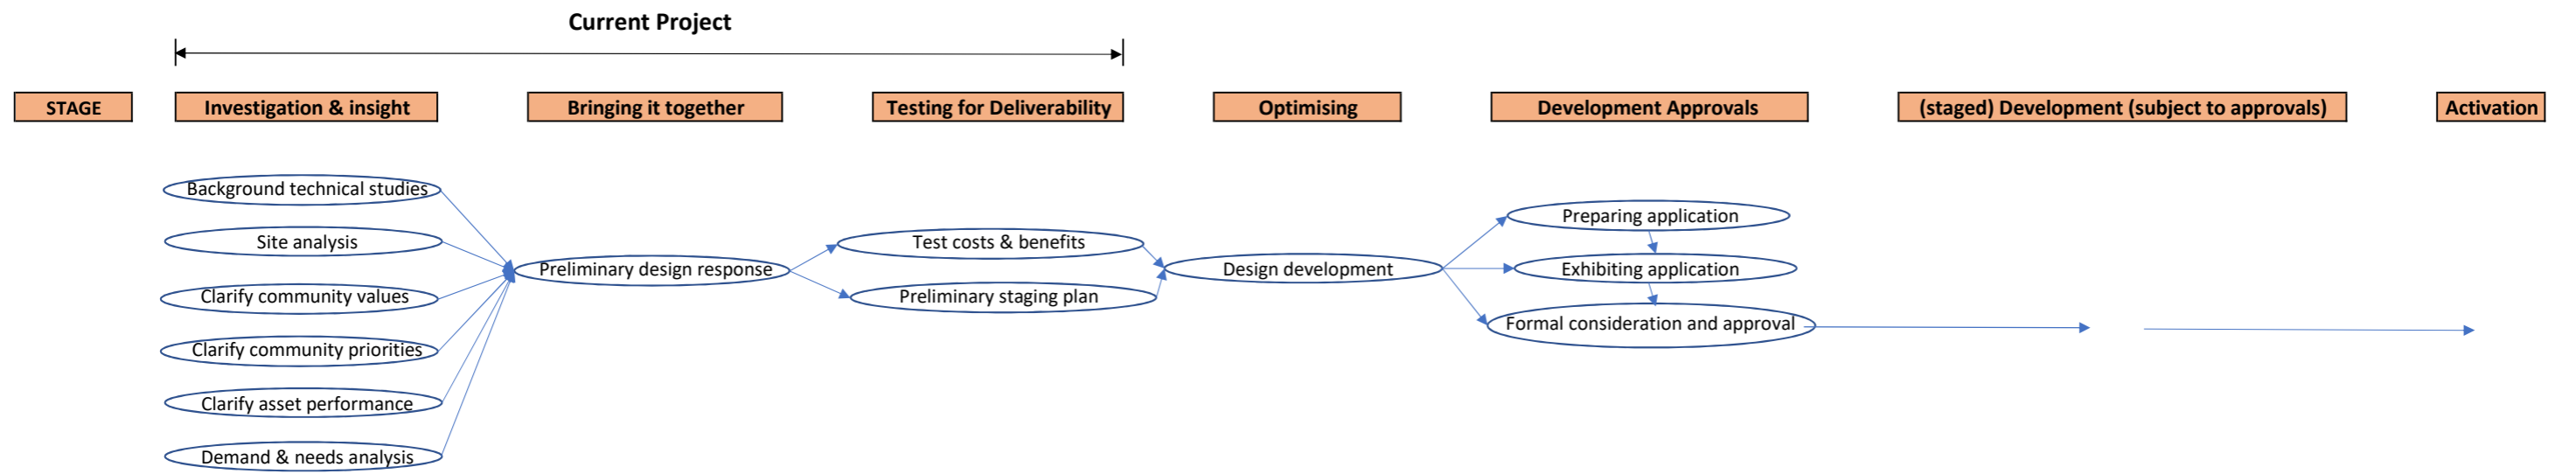 Current Project
STAGE
Investigation & insight
Bringing it together
Testing for Deliverability
Optimising
Development Approvals
(staged) Development (subject to approvals)
Activation
Background technical studies
Site analysis
Clarify community values
Clarify community priorities
Clarify asset performance
Demand & needs analysis
Preliminary design response
Test costs & benefits
Preliminary staging plan
Design development
Preparing application
Exhibiting application
Formal consideration and approval